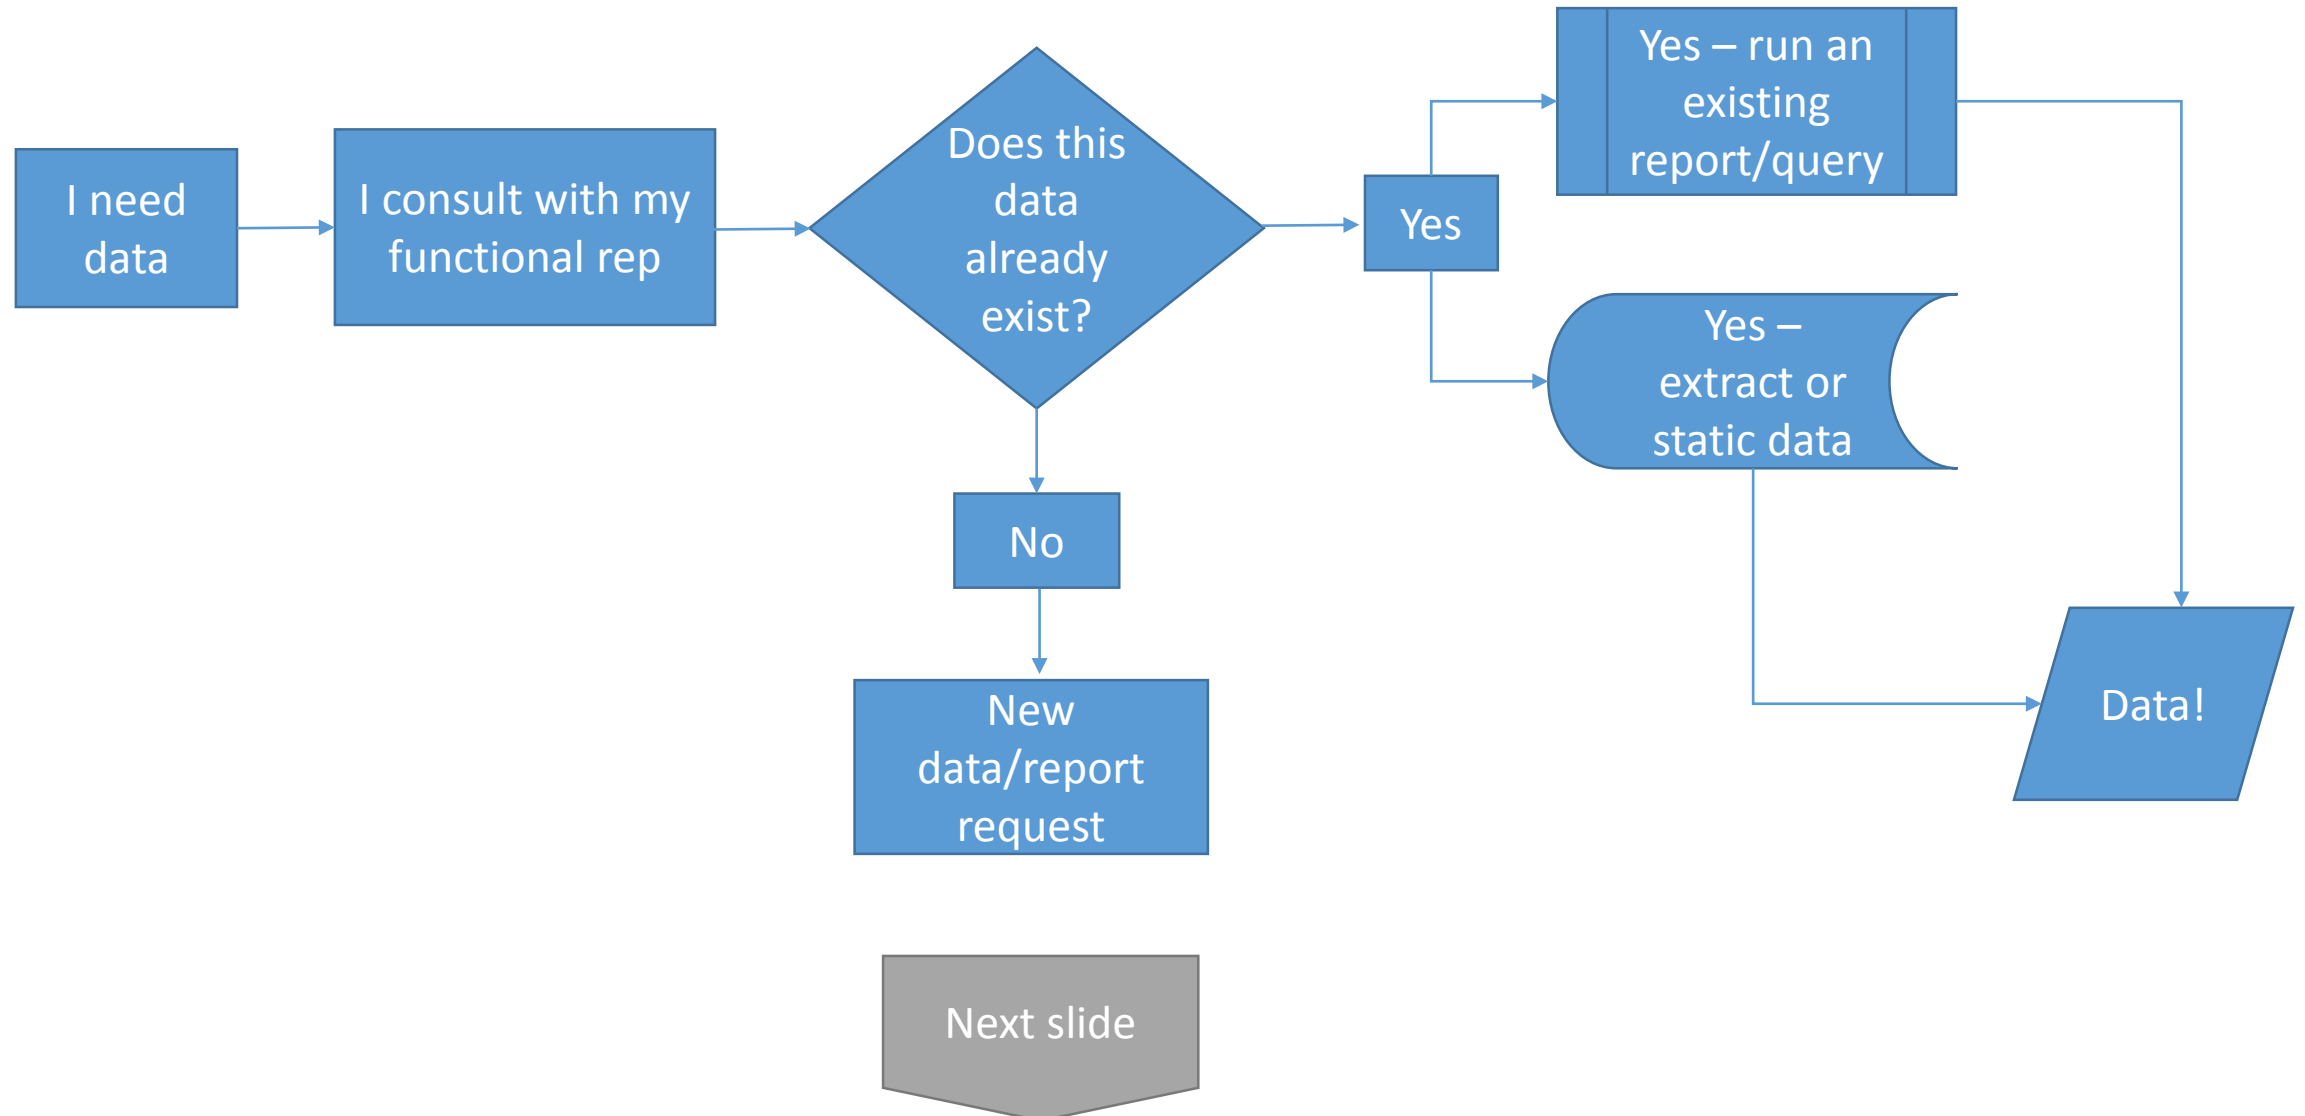 I need
data
I consult with my
functional rep
Does this
data
already
exist?
Yes
Yes – run an
existing
report/query
Yes –
extract or
static data
No
New
data/report
request
Data!
Next slide